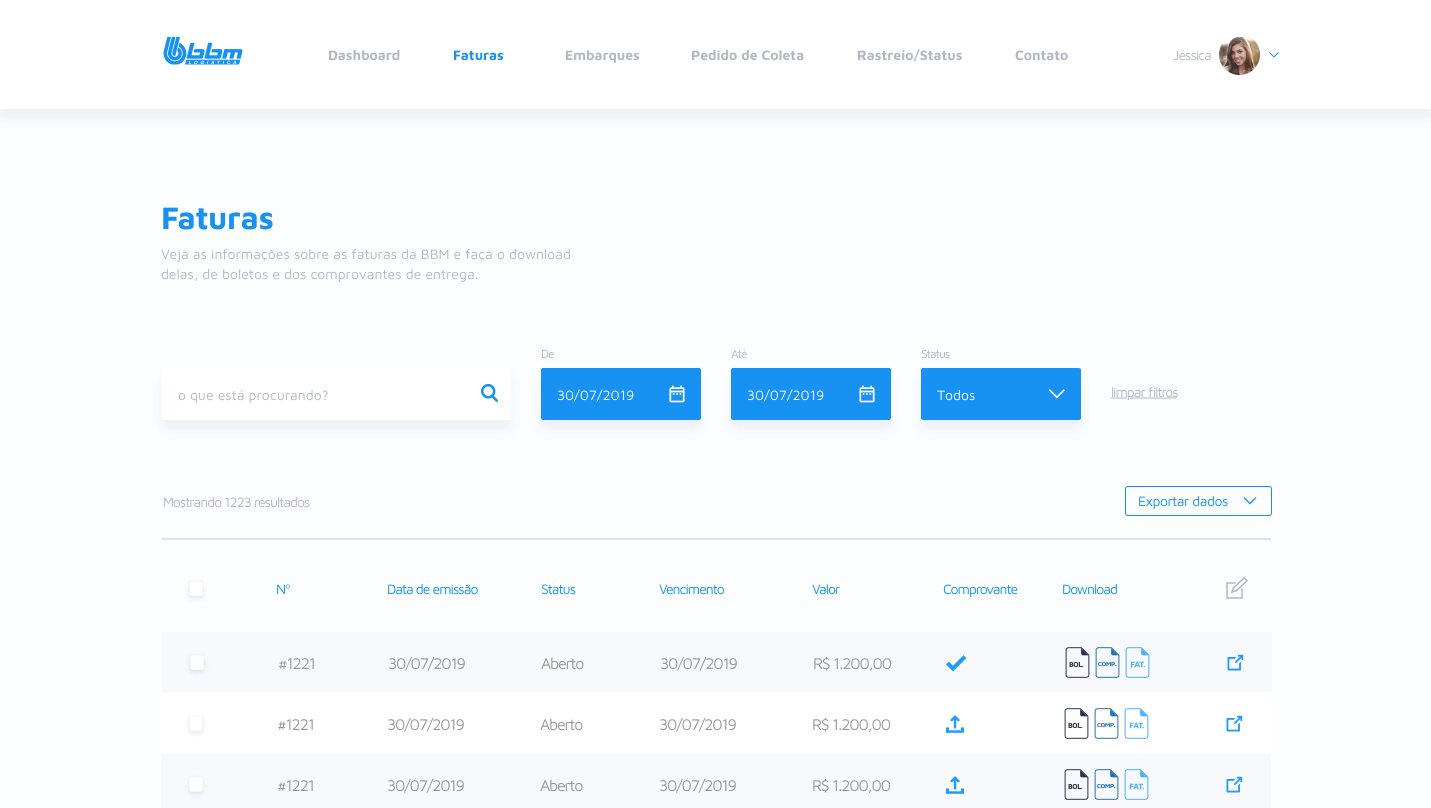 bbm
LOGÍSTICA
Dashboard
Faturas
Embarques
Pedido de Coleta
Rastreio/Status
Contato
Jéssica
Faturas
Veja as informações sobre as faturas da BBM e faça o download
delas, de boletos e dos comprovantes de entrega.
De
Até
Status
o que está procurando?
30/07/2019
30/07/2019
Todos
limpar filtros
Mostrando 1223 resultados
Exportar dados
Nº Data de emissão Status Vencimento Valor Comprovante Download
#1221 30/07/2019 Aberto 30/07/2019 R$ 1.200,00 BOL. COMP. FAT.
#1221 30/07/2019 Aberto 30/07/2019 R$ 1.200,00 BOL. COMP. FAT.
#1221 30/07/2019 Aberto 30/07/2019 R$ 1.200,00 BOL. COMP. FAT.